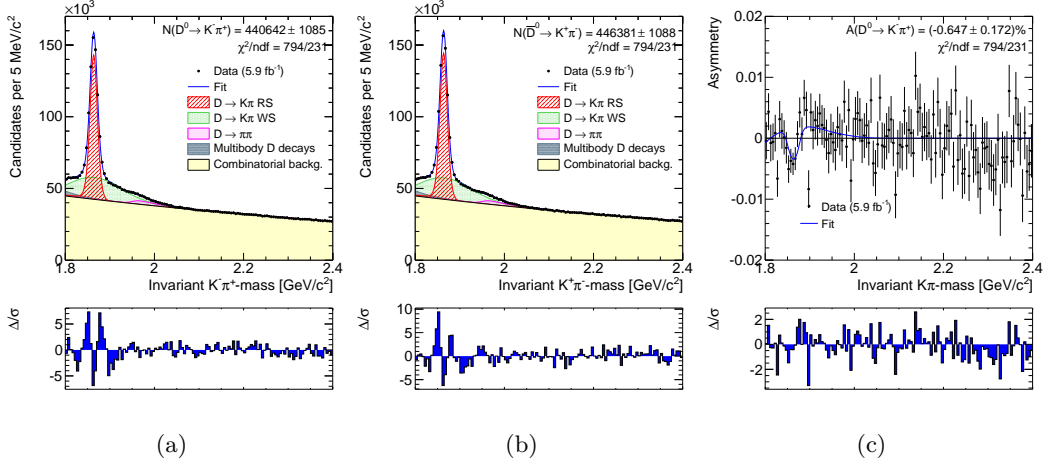 ×10³
N(D⁰→ K⁻π⁺) = 440642 ± 1085
χ²/ndf = 794/231
Data (5.9 fb⁻¹)
Fit
D → Kπ RS
D → Kπ WS
D → ππ
Multibody D decays
Combinatorial backg.
Candidates per 5 MeV/c²
150
100
50
0
1.8
2
2.2
2.4
Invariant K⁻π⁺-mass [GeV/c²]
Δ/σ
5
0
-5
(a)
×10³
N(D̅⁰→ K⁺π⁻) = 446381 ± 1088
χ²/ndf = 794/231
Data (5.9 fb⁻¹)
Fit
D → Kπ RS
D → Kπ WS
D → ππ
Multibody D decays
Combinatorial backg.
Candidates per 5 MeV/c²
150
100
50
0
1.8
2
2.2
2.4
Invariant K⁺π⁻-mass [GeV/c²]
Δ/σ
10
5
0
-5
(b)
A(D⁰→ K⁻π⁺) = (-0.647 ± 0.172)%
χ²/ndf = 794/231
Asymmetry
0.02
0.01
0
-0.01
-0.02
Data (5.9 fb⁻¹)
Fit
1.8
2
2.2
2.4
Invariant Kπ-mass [GeV/c²]
Δ/σ
2
0
-2
(c)